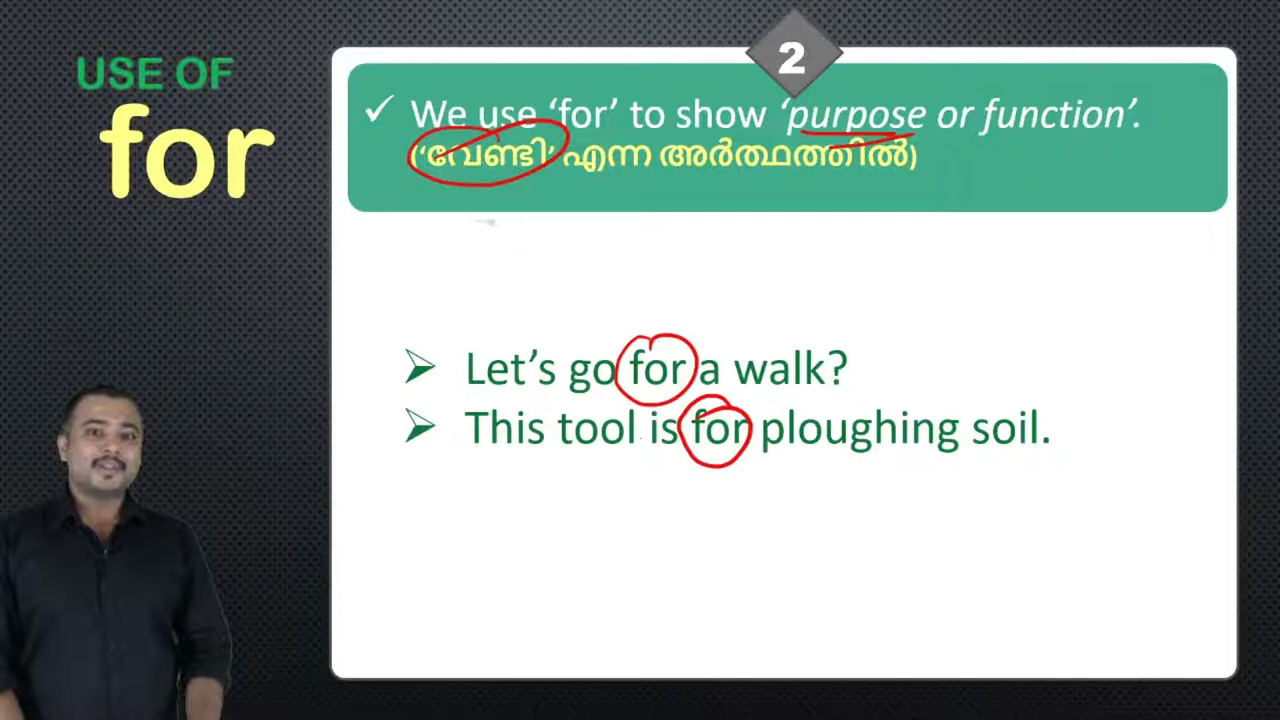 USE OF
for
2
✓ We use ‘for’ to show ‘purpose or function’.
(‘വേണ്ടി’ എന്ന അർത്ഥത്തിൽ)
➢ Let’s go for a walk?
➢ This tool is for ploughing soil.